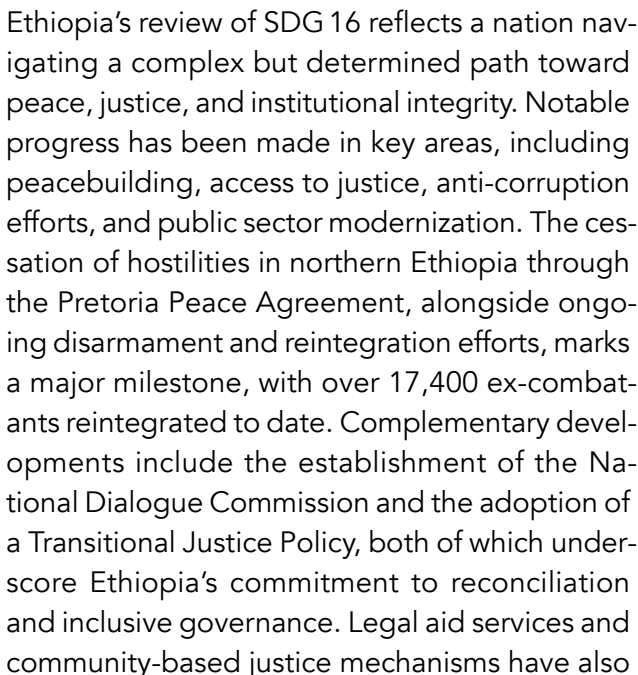 Ethiopia’s review of SDG 16 reflects a nation nav-
igating a complex but determined path toward
peace, justice, and institutional integrity. Notable
progress has been made in key areas, including
peacebuilding, access to justice, anti-corruption
efforts, and public sector modernization. The ces-
sation of hostilities in northern Ethiopia through
the Pretoria Peace Agreement, alongside ongo-
ing disarmament and reintegration efforts, marks
a major milestone, with over 17,400 ex-combat-
ants reintegrated to date. Complementary devel-
opments include the establishment of the Na-
tional Dialogue Commission and the adoption of
a Transitional Justice Policy, both of which under-
score Ethiopia’s commitment to reconciliation
and inclusive governance. Legal aid services and
community-based justice mechanisms have also